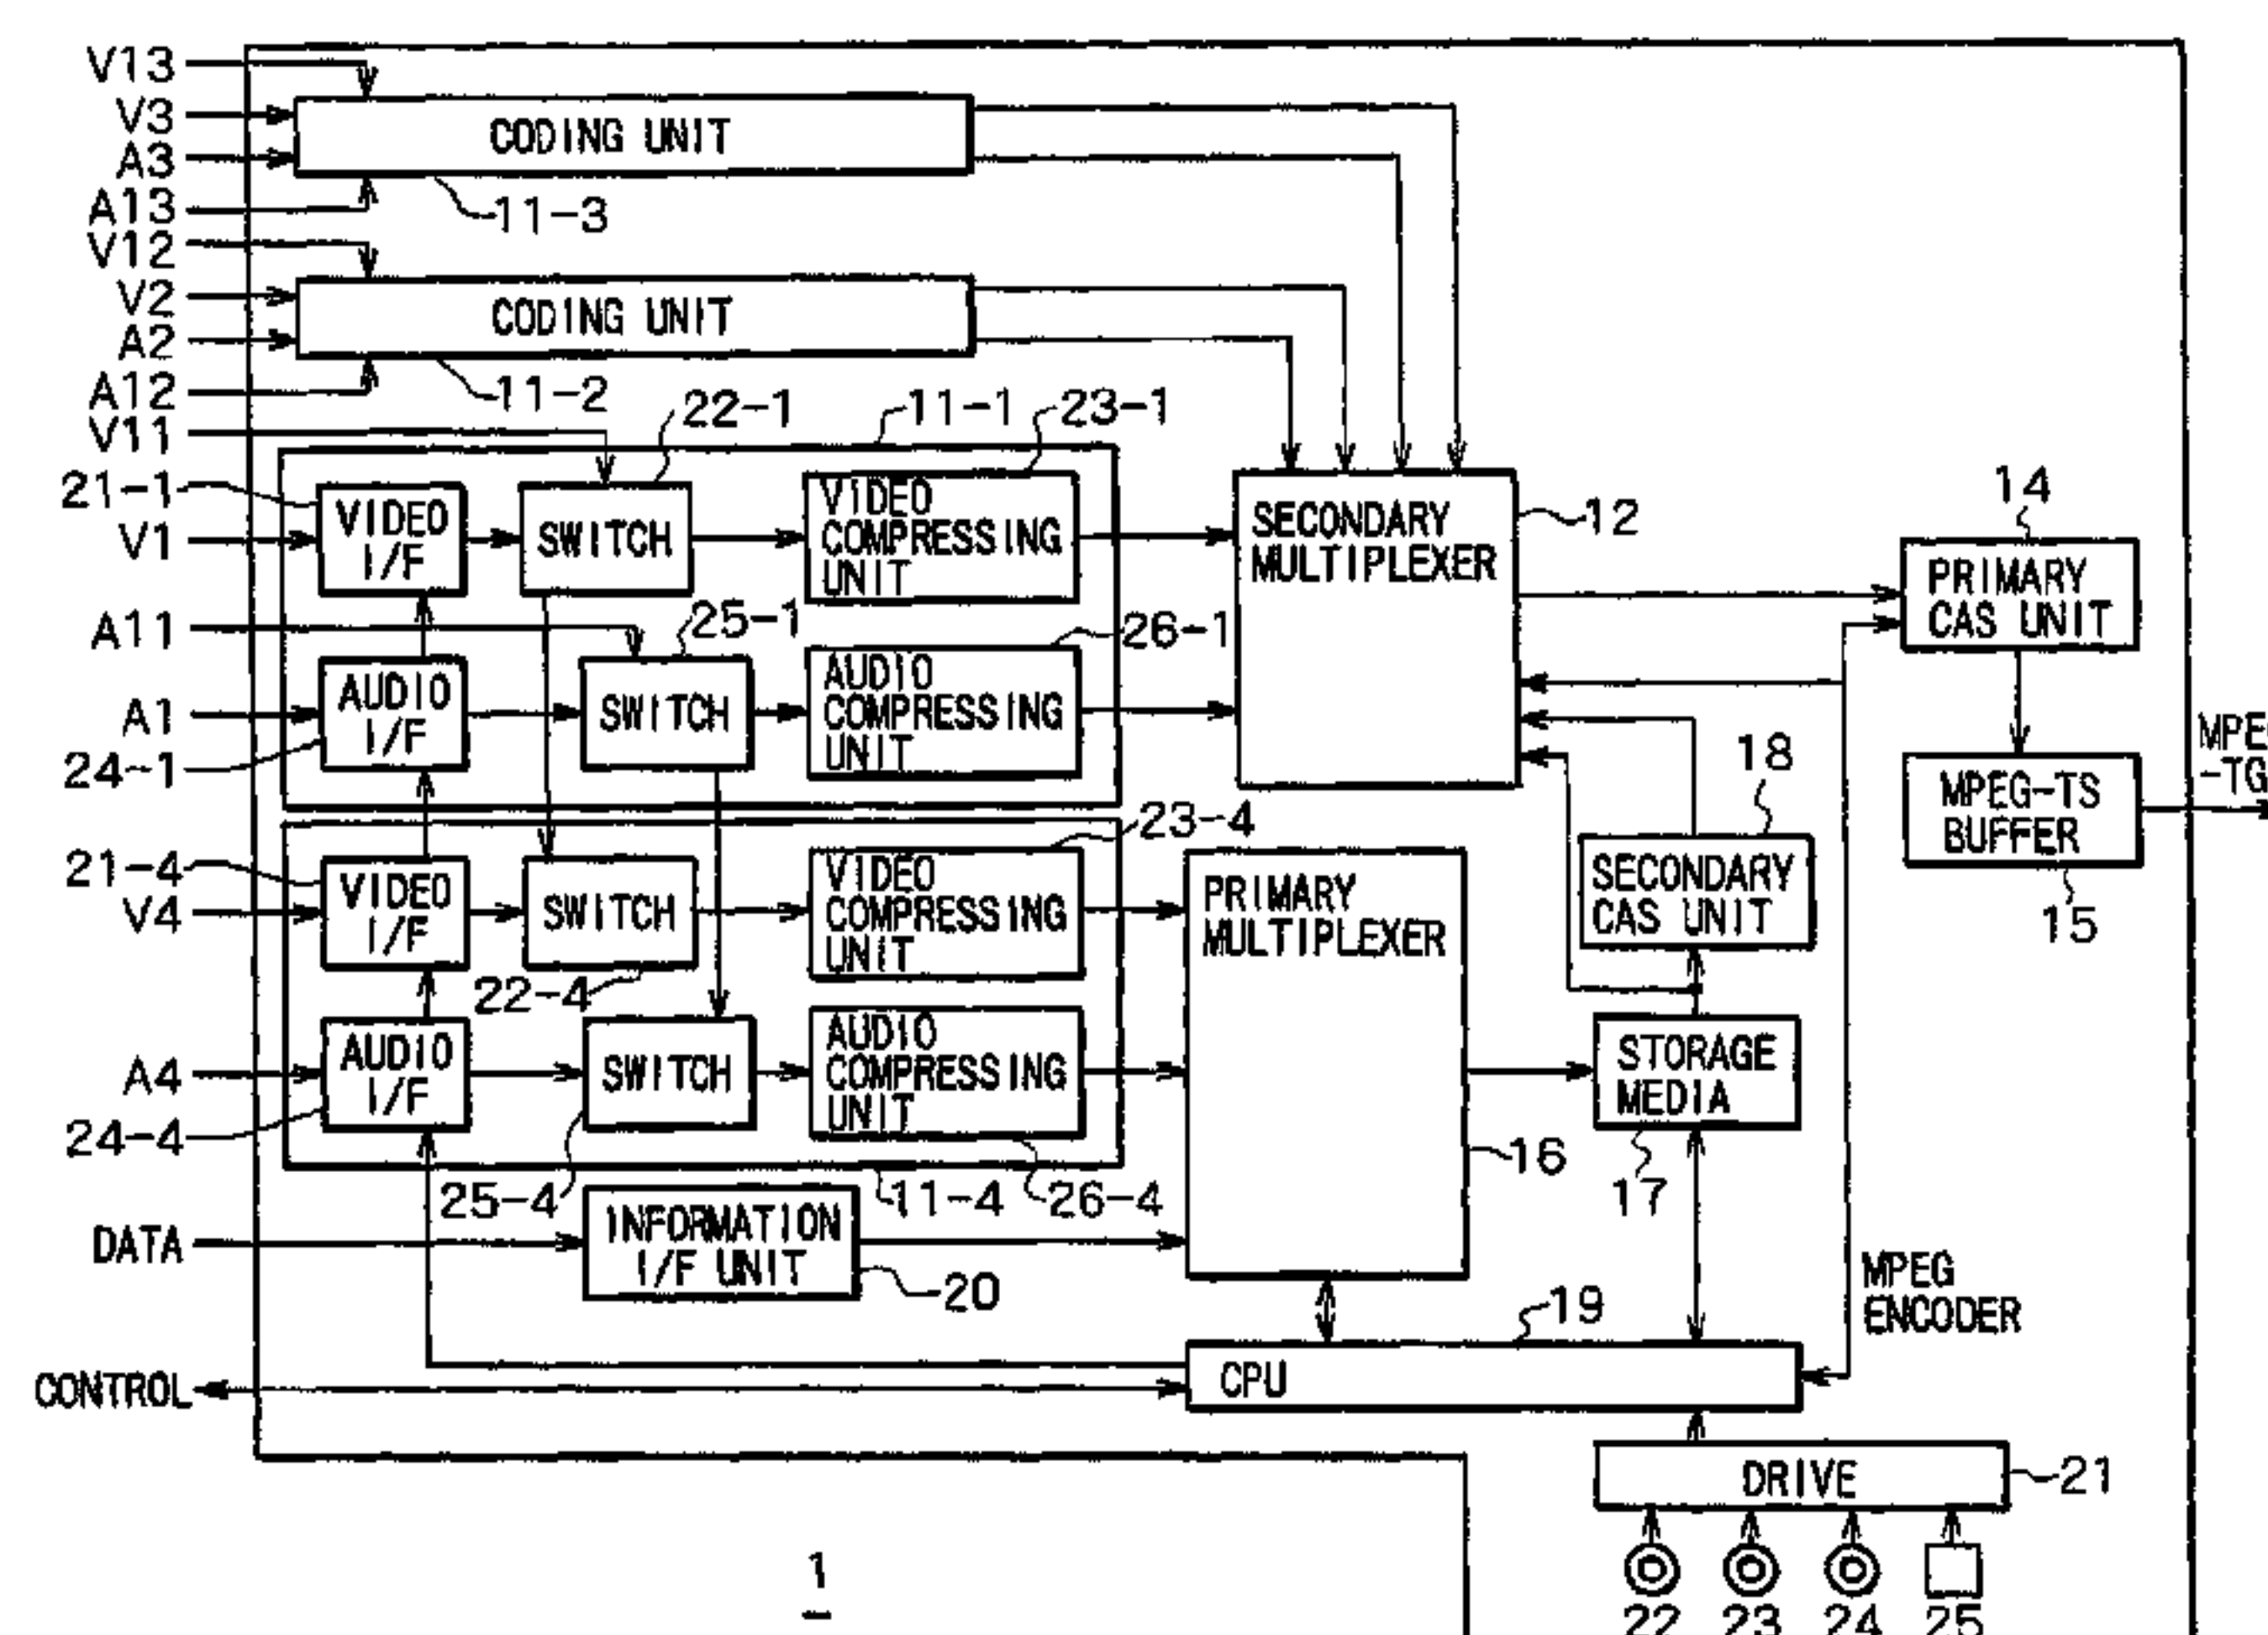 V13
V3
A3
A13
V12
V2
A2
A12
V11
CODING UNIT
11-3
CODING UNIT
11-2
22-1
11-1
23-1
21-1
V1
VIDEO
I/F
SWITCH
VIDEO
COMPRESSING
UNIT
SECONDARY
MULTIPLEXER
12
14
PRIMARY
CAS UNIT
A11
25-1
26-1
A1
AUDIO
I/F
SWITCH
AUDIO
COMPRESSING
UNIT
24-1
18
MPEG-TS
BUFFER
15
21-4
V4
VIDEO
I/F
SWITCH
22-4
23-4
VIDEO
COMPRESSING
UNIT
PRIMARY
MULTIPLEXER
SECONDARY
CAS UNIT
A4
AUDIO
I/F
SWITCH
AUDIO
COMPRESSING
UNIT
STORAGE
MEDIA
24-4
25-4
11-4
26-4
16
17
DATA
INFORMATION
I/F UNIT
20
MPEG
ENCODER
19
CONTROL
CPU
DRIVE
21
1
22
23
24
25